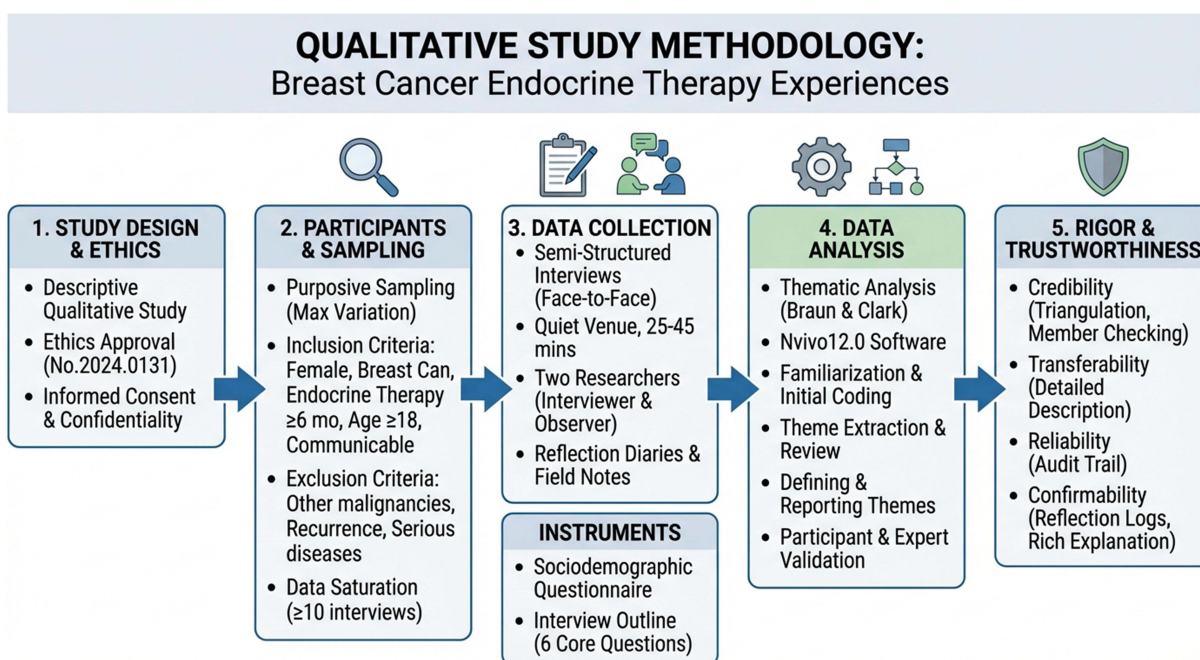 QUALITATIVE STUDY METHODOLOGY:
Breast Cancer Endocrine Therapy Experiences
1. STUDY DESIGN
& ETHICS
• Descriptive
Qualitative Study
• Ethics Approval
(No.2024.0131)
• Informed Consent
& Confidentiality
2. PARTICIPANTS
& SAMPLING
• Purposive Sampling
(Max Variation)
• Inclusion Criteria:
Female, Breast Can,
Endocrine Therapy
≥6 mo, Age ≥18,
Communicable
• Exclusion Criteria:
Other malignancies,
Recurrence, Serious
diseases
• Data Saturation
(≥10 interviews)
3. DATA COLLECTION
• Semi-Structured
Interviews
(Face-to-Face)
• Quiet Venue, 25-45
mins
• Two Researchers
(Interviewer &
Observer)
• Reflection Diaries &
Field Notes
INSTRUMENTS
• Sociodemographic
Questionnaire
• Interview Outline
(6 Core Questions)
4. DATA
ANALYSIS
• Thematic Analysis
(Braun & Clark)
• Nvivo12.0 Software
• Familiarization &
Initial Coding
• Theme Extraction &
Review
• Defining &
Reporting Themes
• Participant & Expert
Validation
5. RIGOR &
TRUSTWORTHINESS
• Credibility
(Triangulation,
Member Checking)
• Transferability
(Detailed
Description)
• Reliability
(Audit Trail)
• Confirmability
(Reflection Logs,
Rich Explanation)